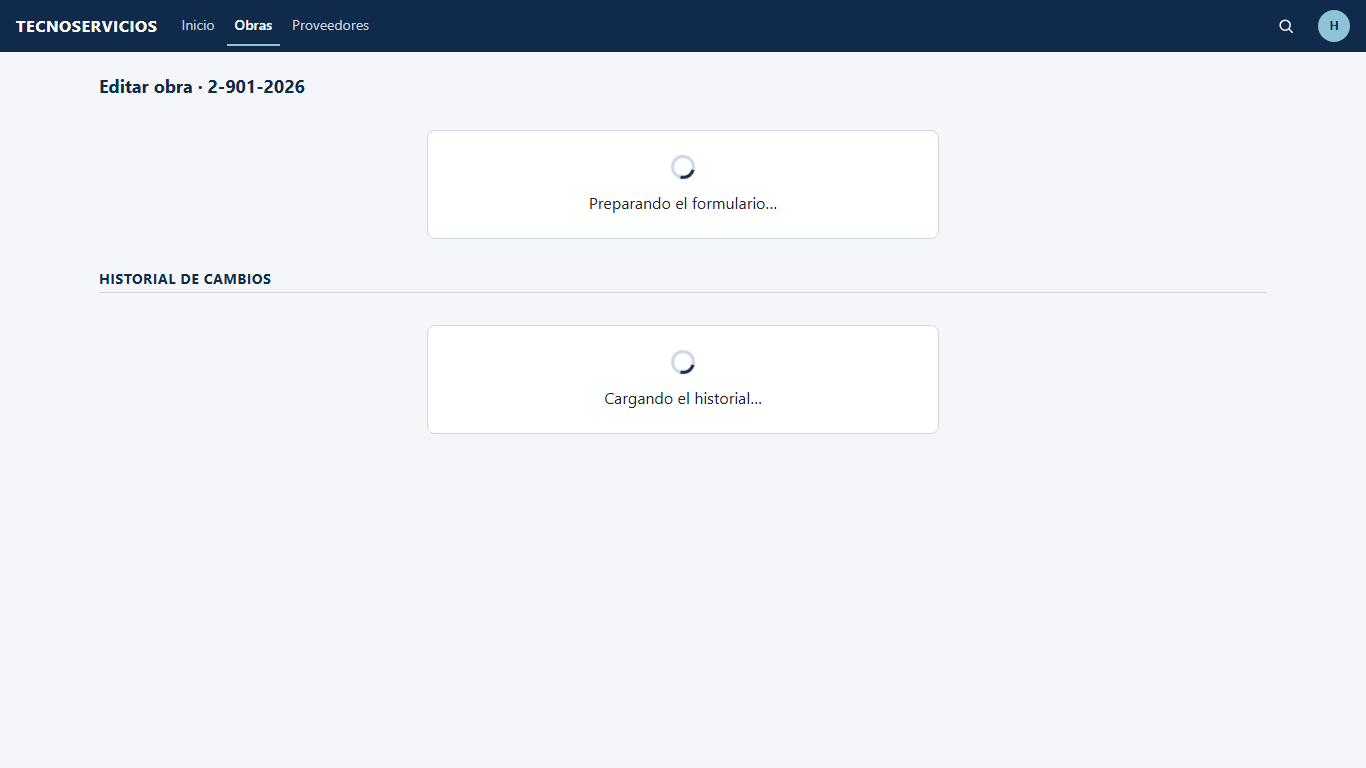 TECNOSERVICIOS Inicio Obras Proveedores H
Editar obra · 2-901-2026
Preparando el formulario...
HISTORIAL DE CAMBIOS
Cargando el historial...